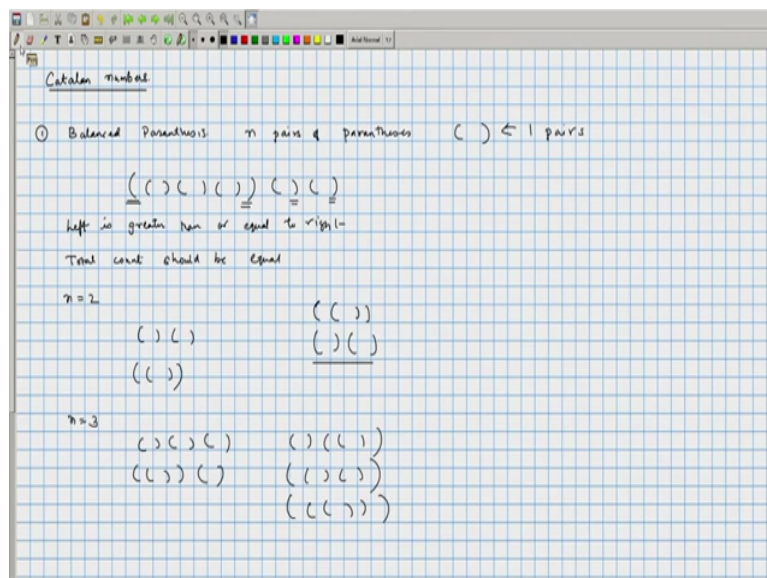 Catalan numbers
① Balanced Paranthesis n pairs of parantheses ( ) ← 1 pairs
( ( ) ( ) ( ) ) ( ) ( )
Left is greater than or equal to right
Total count should be equal
n = 2
( ) ( ) ( ( ) )
( ( ) ) ( ) ( )
n = 3
( ) ( ) ( ) ( ) ( ( ) )
( ( ) ) ( ) ( ( ) ( ) )
( ( ( ) ) )